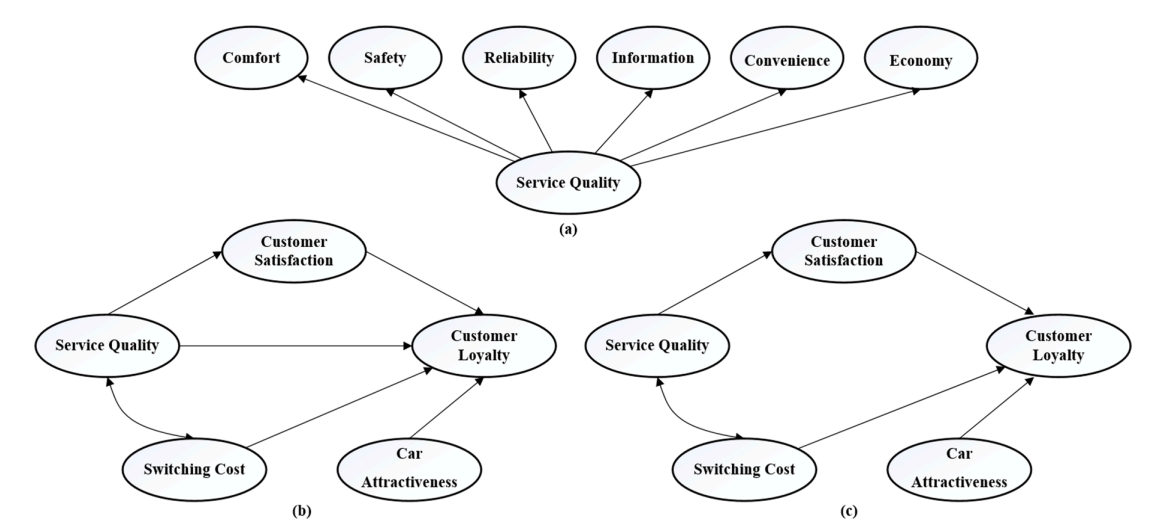 Comfort
Safety
Reliability
Information
Convenience
Economy
Service Quality
(a)
Customer
Satisfaction
Service Quality
Customer
Loyalty
Switching Cost
Car
Attractiveness
(b)
Customer
Satisfaction
Service Quality
Customer
Loyalty
Switching Cost
Car
Attractiveness
(c)